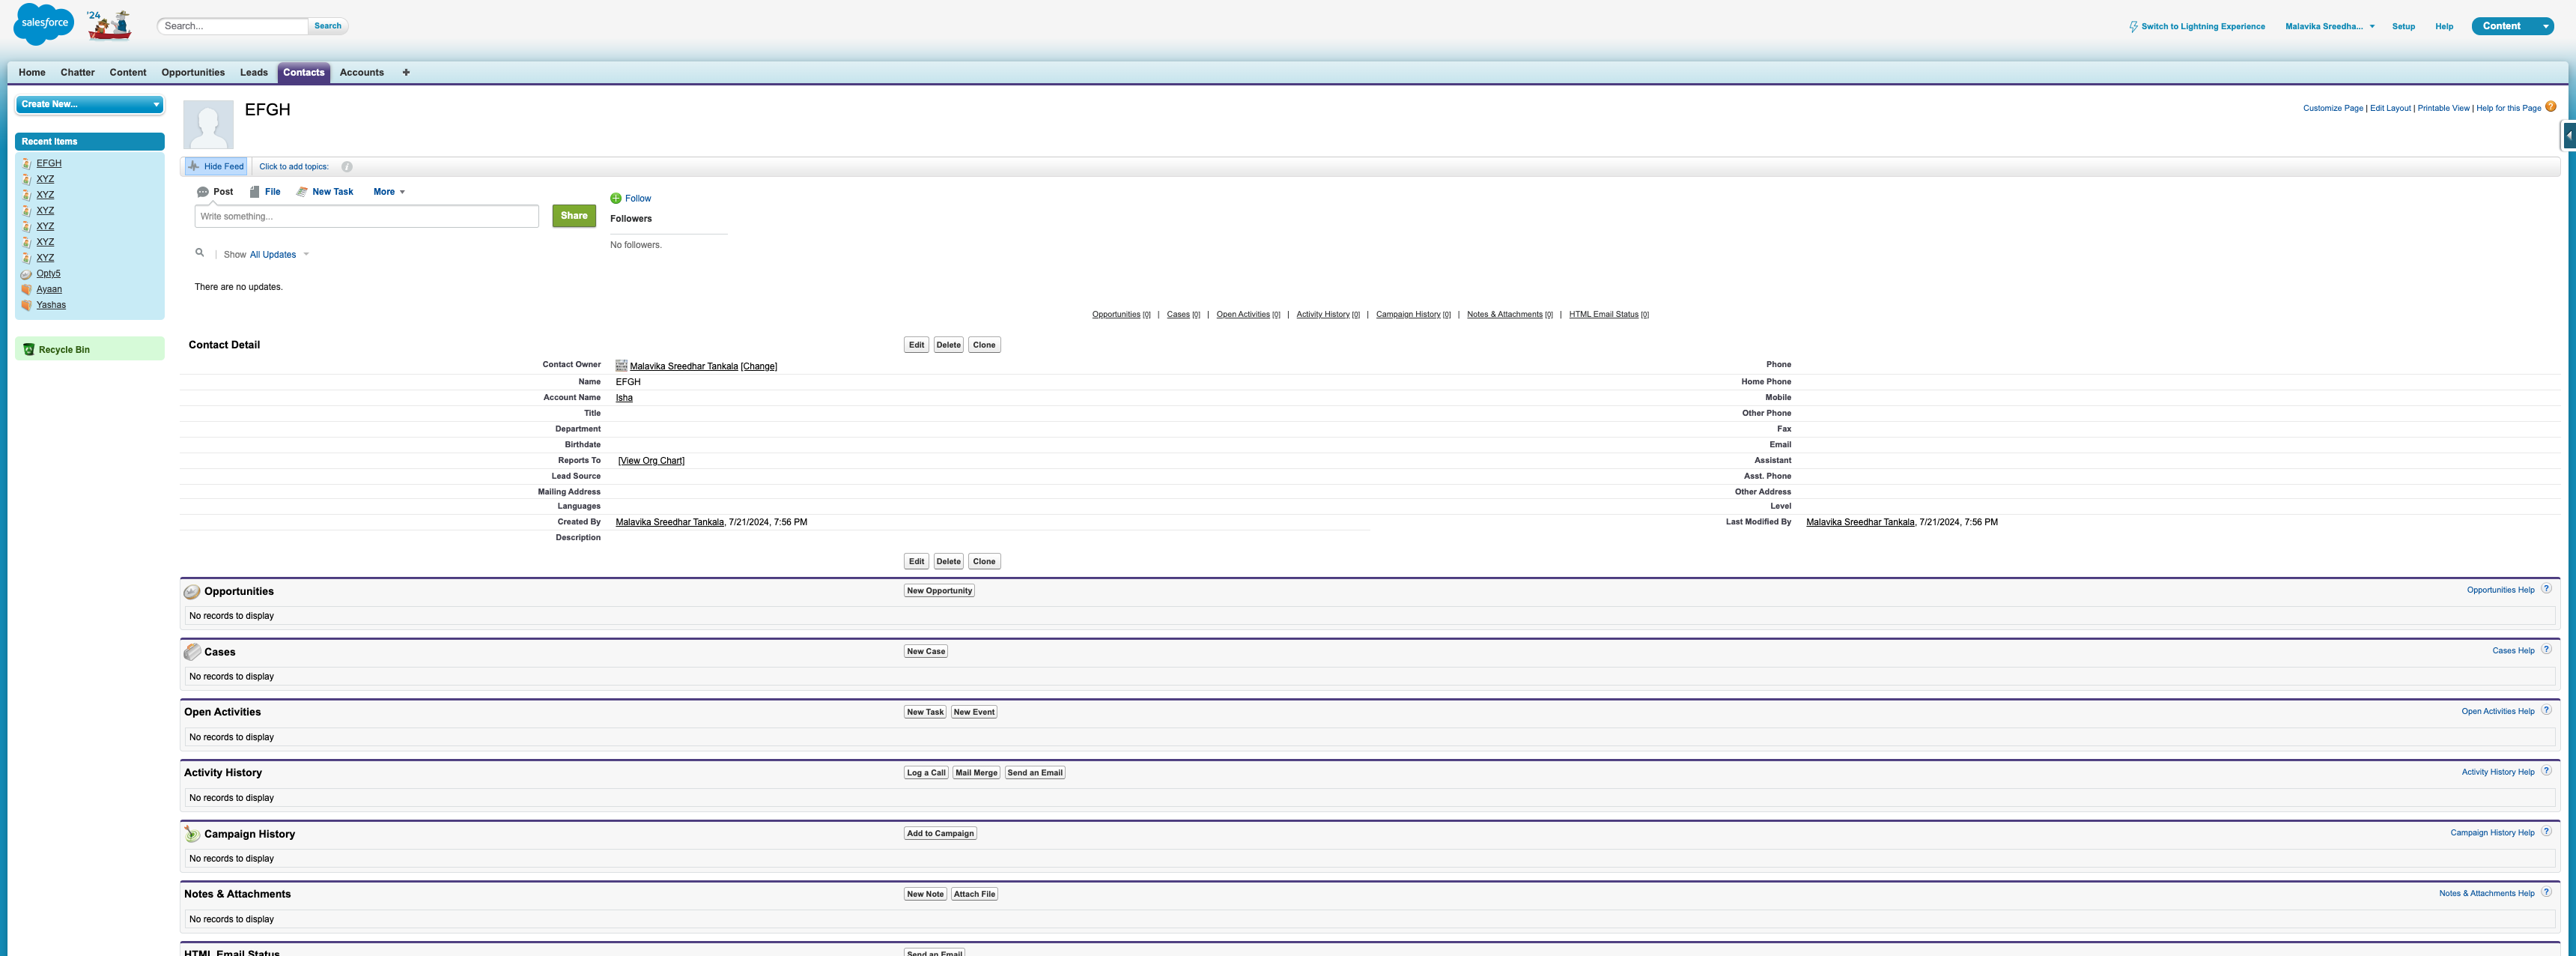 salesforce
'24
Search...
Search
Switch to Lightning Experience
Malavika Sreedha...
Setup
Help
Content
Home
Chatter
Content
Opportunities
Leads
Contacts
Accounts
+
Create New...
Recent Items
EFGH
XYZ
XYZ
XYZ
XYZ
XYZ
XYZ
Opty5
Ayaan
Yashas
Recycle Bin
EFGH
Customize Page | Edit Layout | Printable View | Help for this Page ?
Hide Feed
Click to add topics: i
Post
File
New Task
More
Write something...
Share
Follow
Followers
No followers.
| Show All Updates
There are no updates.
Opportunities [0] | Cases [0] | Open Activities [0] | Activity History [0] | Campaign History [0] | Notes & Attachments [0] | HTML Email Status [0]
Contact Detail
Edit Delete Clone
Contact Owner Malavika Sreedhar Tankala [Change] Phone
Name EFGH Home Phone
Account Name Isha Mobile
Title Other Phone
Department Fax
Birthdate Email
Reports To [View Org Chart] Assistant
Lead Source Asst. Phone
Mailing Address Other Address
Languages Level
Created By Malavika Sreedhar Tankala, 7/21/2024, 7:56 PM Last Modified By Malavika Sreedhar Tankala, 7/21/2024, 7:56 PM
Description
Edit Delete Clone
Opportunities New Opportunity Opportunities Help ?
No records to display
Cases New Case Cases Help ?
No records to display
Open Activities New Task New Event Open Activities Help ?
No records to display
Activity History Log a Call Mail Merge Send an Email Activity History Help ?
No records to display
Campaign History Add to Campaign Campaign History Help ?
No records to display
Notes & Attachments New Note Attach File Notes & Attachments Help ?
No records to display
HTML Email Status Send an Email